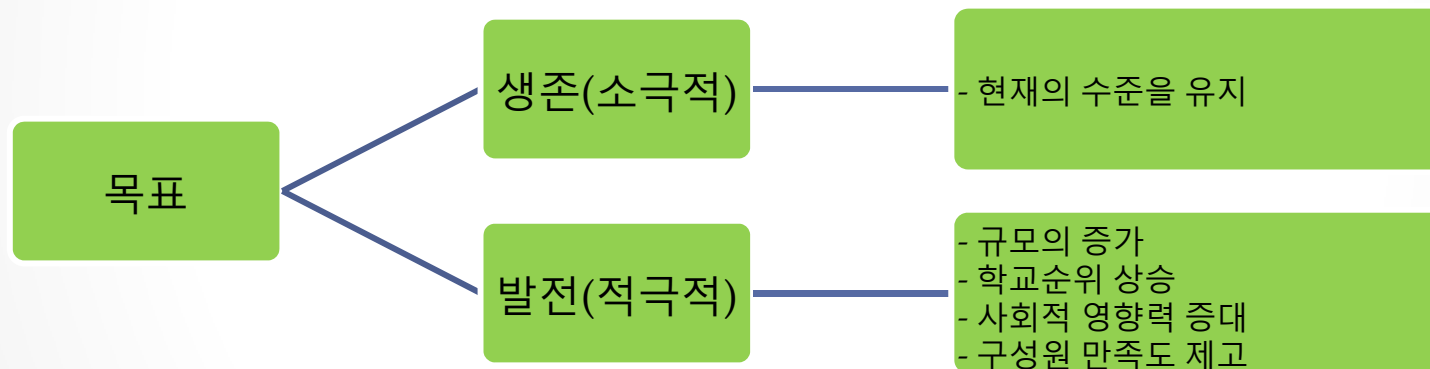 목표
생존(소극적)
- 현재의 수준을 유지
발전(적극적)
- 규모의 증가
- 학교순위 상승
- 사회적 영향력 증대
- 구성원 만족도 제고